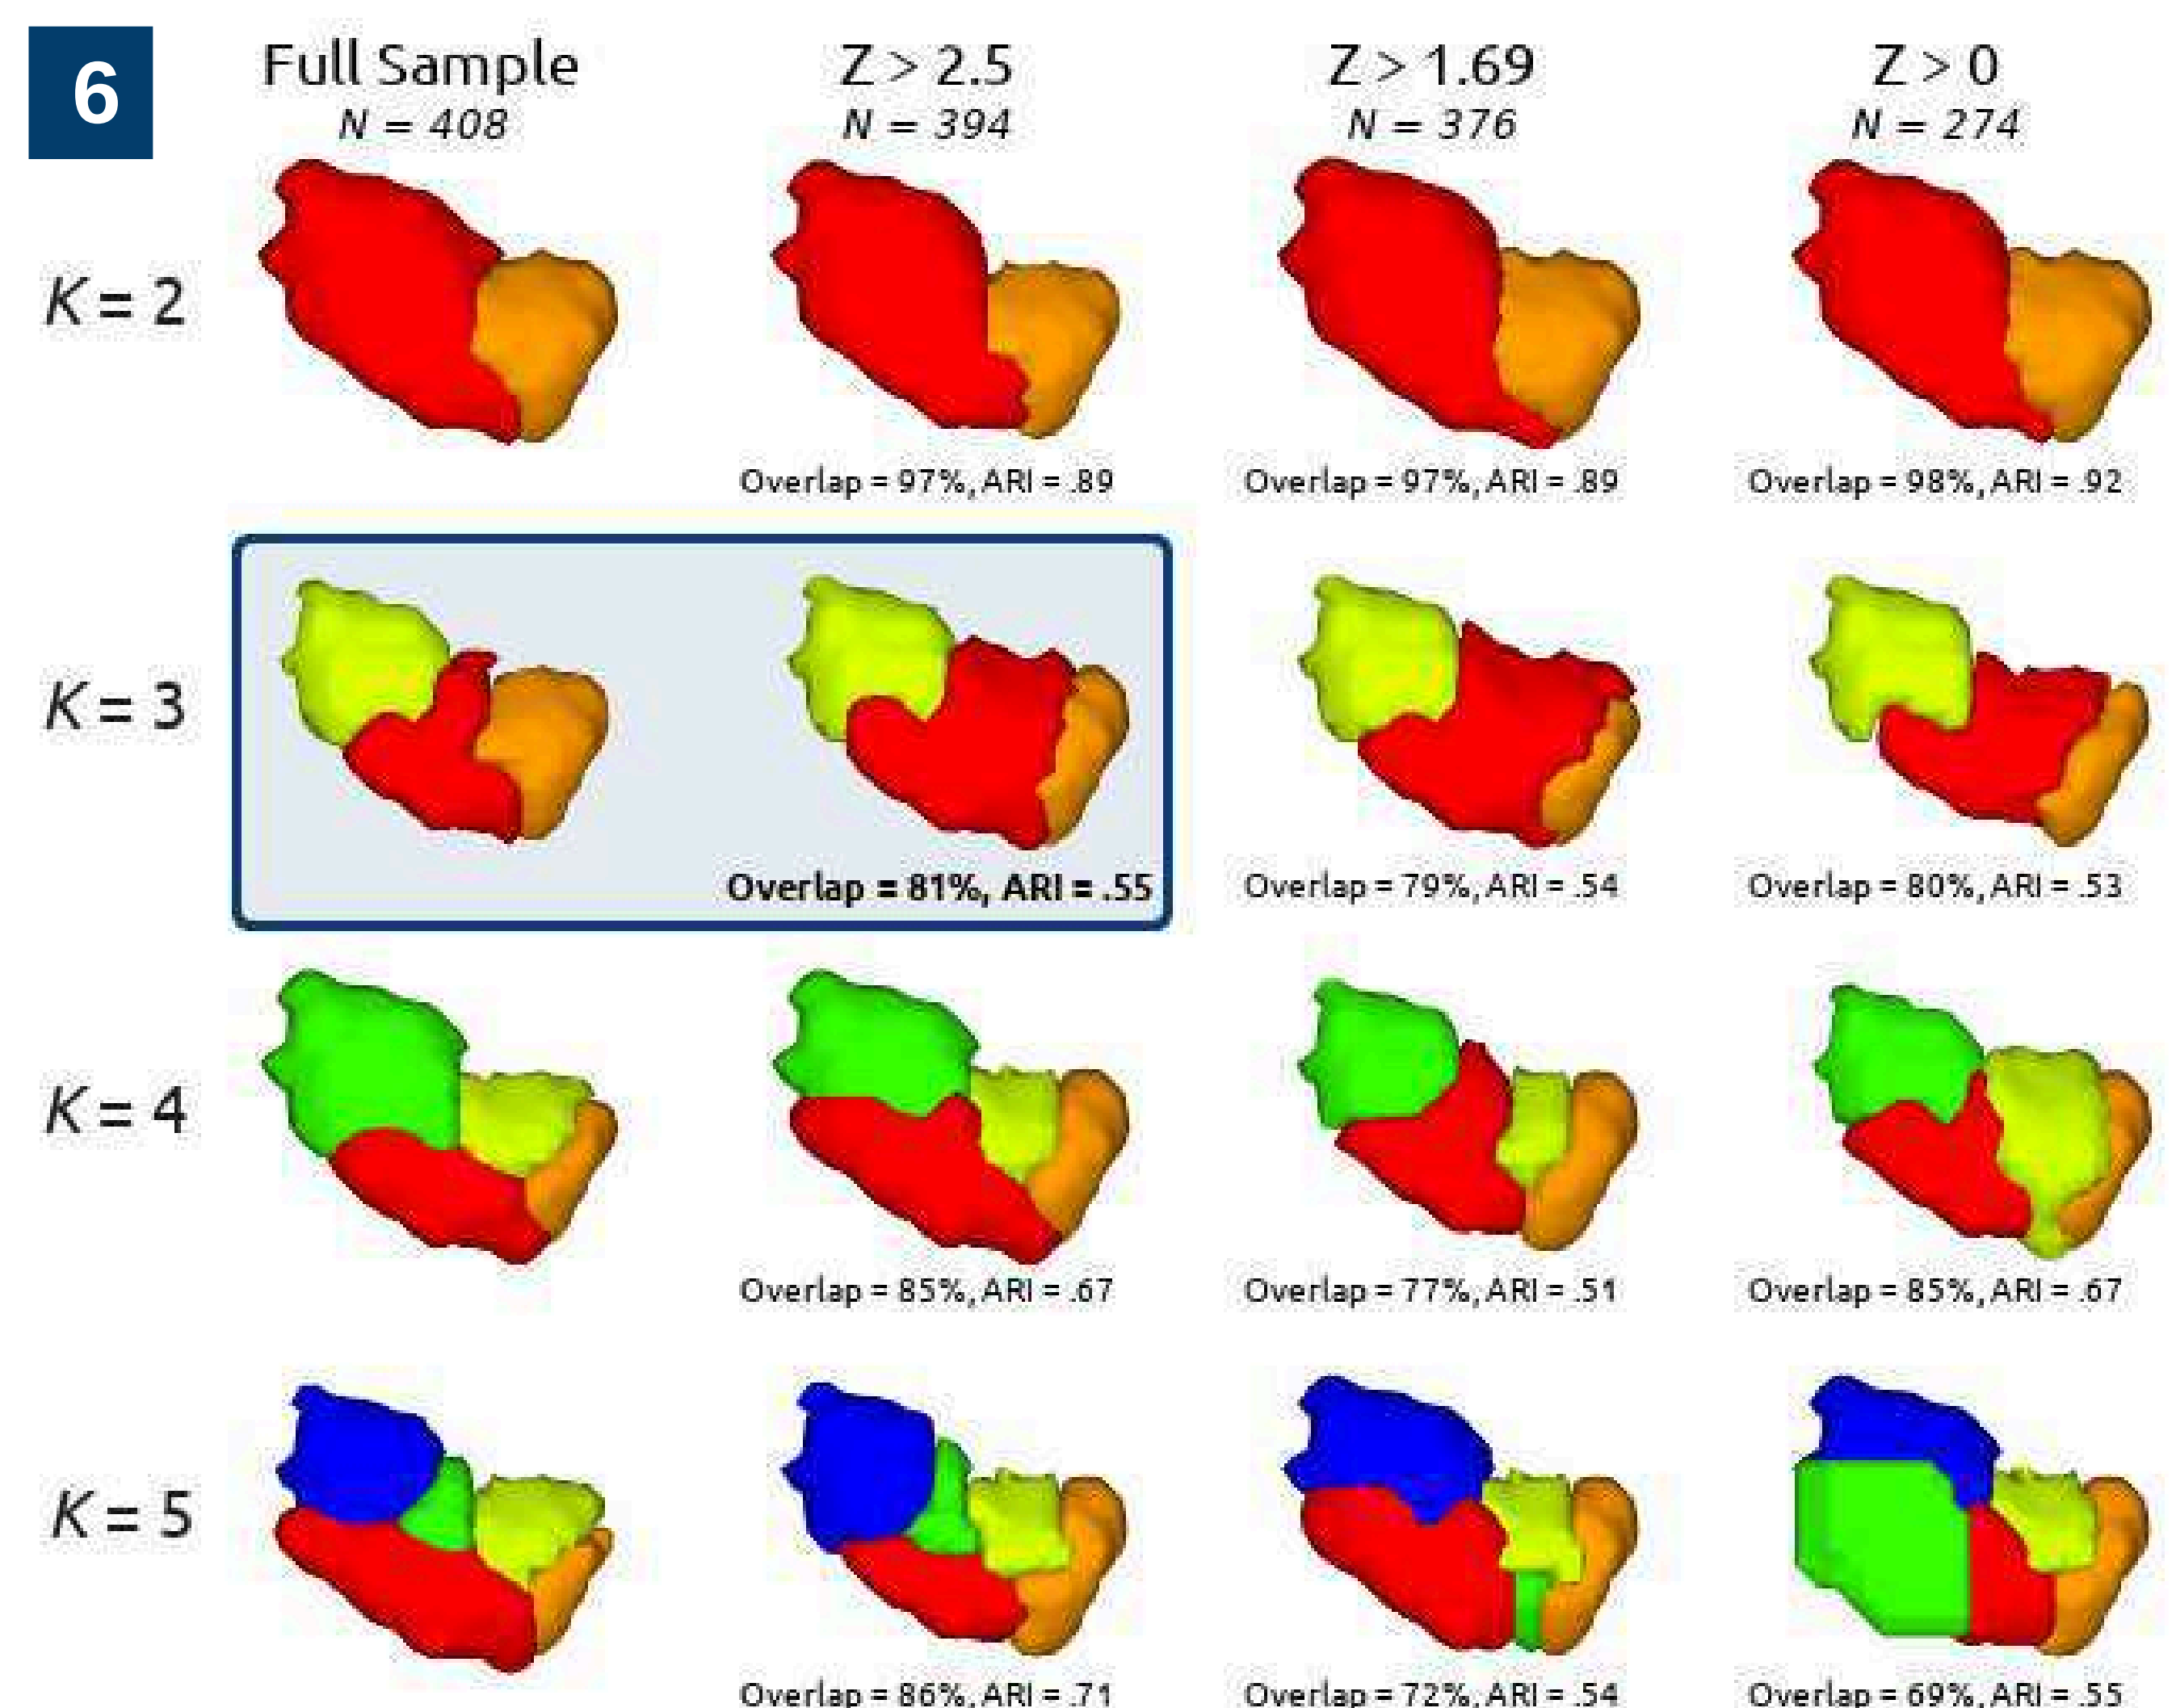 6
Full Sample
N = 408
Z > 2.5
N = 394
Z > 1.69
N = 376
Z > 0
N = 274
K = 2
Overlap = 97%, ARI = .89
Overlap = 97%, ARI = .89
Overlap = 98%, ARI = .92
K = 3
Overlap = 81%, ARI = .55
Overlap = 79%, ARI = .54
Overlap = 80%, ARI = .53
K = 4
Overlap = 85%, ARI = .67
Overlap = 77%, ARI = .51
Overlap = 85%, ARI = .67
K = 5
Overlap = 86%, ARI = .71
Overlap = 72%, ARI = .54
Overlap = 69%, ARI = .55